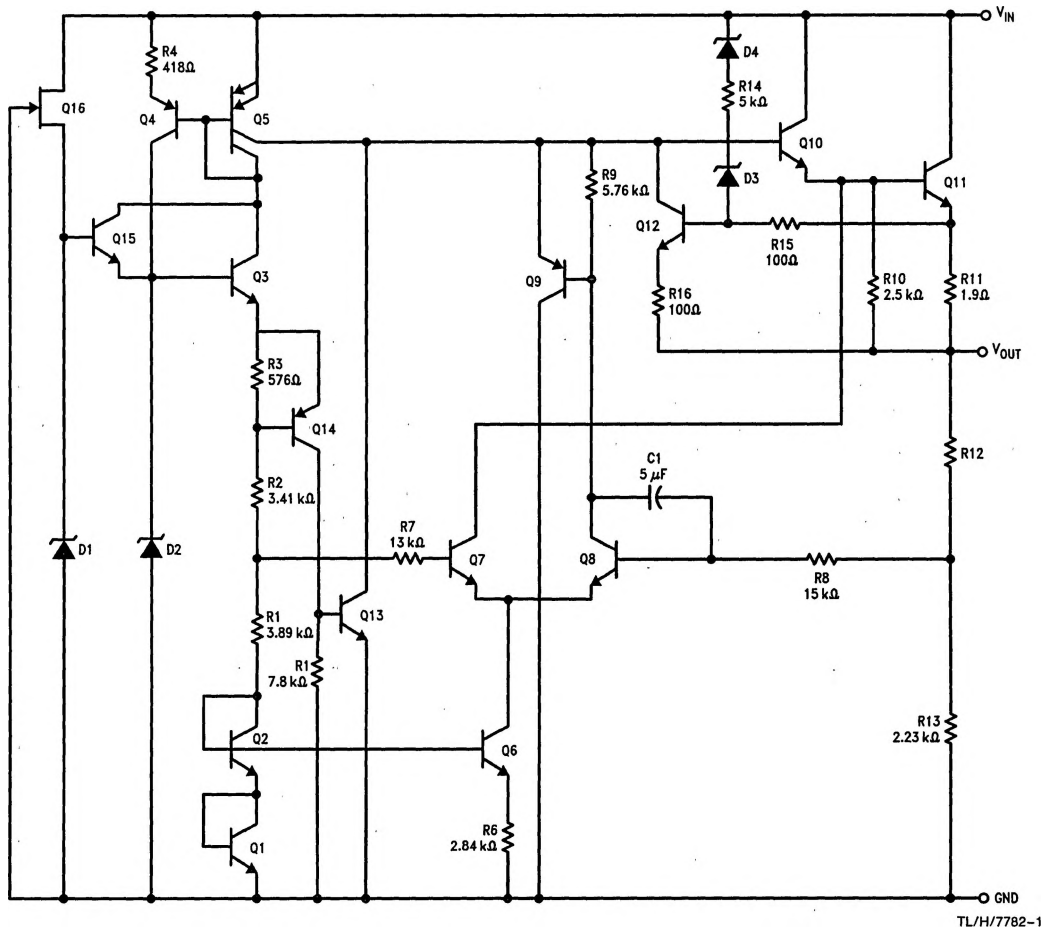 VIN
R4
418Ω
D4
Q16
R14
5 kΩ
Q4
Q5
Q10
R9
5.76 kΩ
D3
Q11
Q12
Q15
R15
100Ω
Q3
Q9
R16
100Ω
R10
2.5 kΩ
R11
1.9Ω
VOUT
R3
576Ω
Q14
R12
C1
5 μF
R2
3.41 kΩ
R7
13 kΩ
D1
D2
Q7
Q8
R8
15 kΩ
R1
3.89 kΩ
Q13
R1
7.8 kΩ
R13
2.23 kΩ
Q2
Q6
R6
2.84 kΩ
Q1
GND
TL/H/7782-1